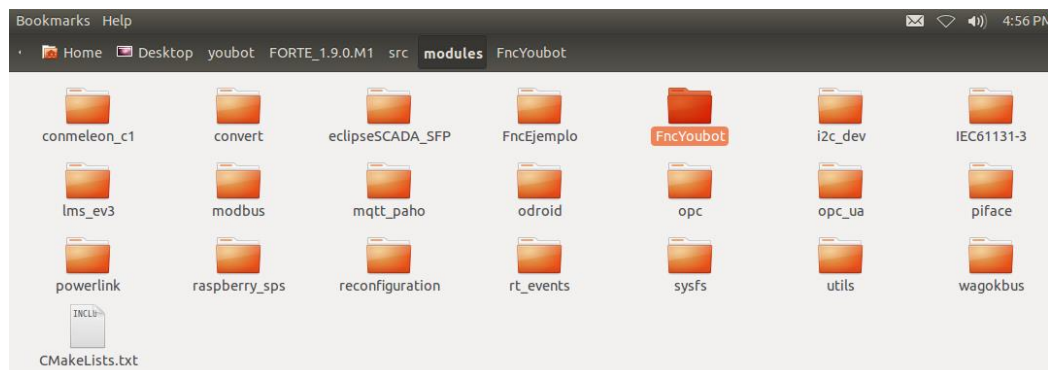 Bookmarks Help 4:56 PM
Home Desktop youbot FORTE_1.9.0.M1 src modules FncYoubot
conmeleon_c1 convert eclipseSCADA_SFP FncEjemplo FncYoubot i2c_dev IEC61131-3
lms_ev3 modbus mqtt_paho odroid opc opc_ua piface
powerlink raspberry_sps reconfiguration rt_events sysfs utils wagokbus
INCLU
CMakeLists.txt